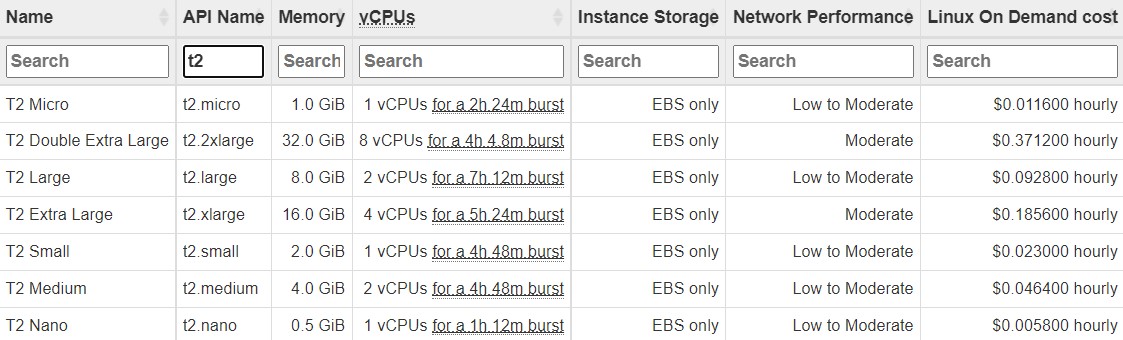 Name API Name Memory vCPUs Instance Storage Network Performance Linux On Demand cost
Search t2 Search Search Search Search Search
T2 Micro t2.micro 1.0 GiB 1 vCPUs for a 2h 24m burst EBS only Low to Moderate $0.011600 hourly
T2 Double Extra Large t2.2xlarge 32.0 GiB 8 vCPUs for a 4h 4.8m burst EBS only Moderate $0.371200 hourly
T2 Large t2.large 8.0 GiB 2 vCPUs for a 7h 12m burst EBS only Low to Moderate $0.092800 hourly
T2 Extra Large t2.xlarge 16.0 GiB 4 vCPUs for a 5h 24m burst EBS only Moderate $0.185600 hourly
T2 Small t2.small 2.0 GiB 1 vCPUs for a 4h 48m burst EBS only Low to Moderate $0.023000 hourly
T2 Medium t2.medium 4.0 GiB 2 vCPUs for a 4h 48m burst EBS only Low to Moderate $0.046400 hourly
T2 Nano t2.nano 0.5 GiB 1 vCPUs for a 1h 12m burst EBS only Low to Moderate $0.005800 hourly